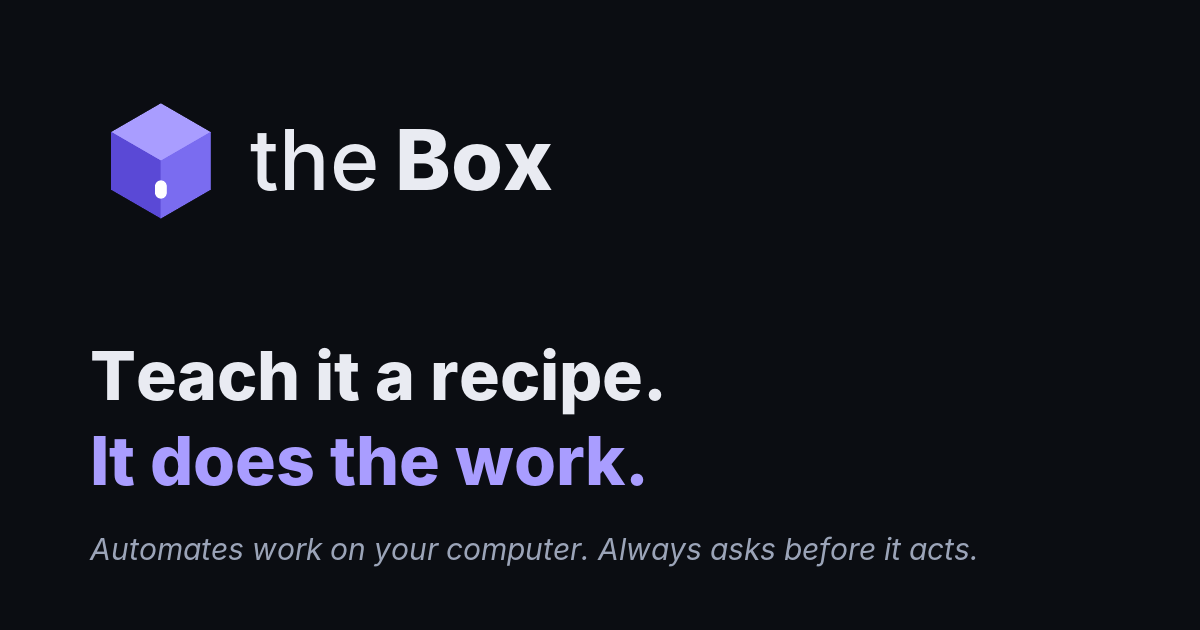 the Box
Teach it a recipe.
It does the work.
Automates work on your computer. Always asks before it acts.